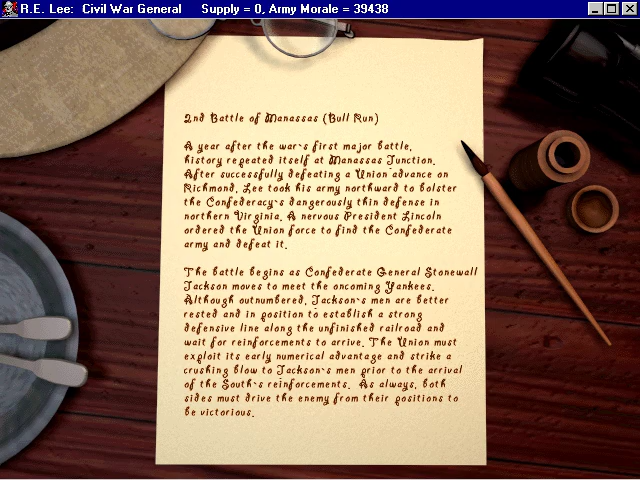 R.E. Lee: Civil War General Supply = 0, Army Morale = 39438
2nd Battle of Manassas (Bull Run)
A year after the war's first major battle,
history repeated itself at Manassas Junction.
After successfully defeating a Union advance on
Richmond, Lee took his army northward to bolster
the Confederacy's dangerously thin defense in
northern Virginia. A nervous President Lincoln
ordered the Union force to find the Confederate
army and defeat it.
The battle begins as Confederate General Stonewall
Jackson moves to meet the oncoming Yankees.
Although outnumbered, Jackson's men are better
rested and in position to establish a strong
defensive line along the unfinished railroad and
wait for reinforcements to arrive. The Union must
exploit its early numerical advantage and strike a
crushing blow to Jackson's men prior to the arrival
of the South's reinforcements. As always, both
sides must drive the enemy from their positions to
be victorious.